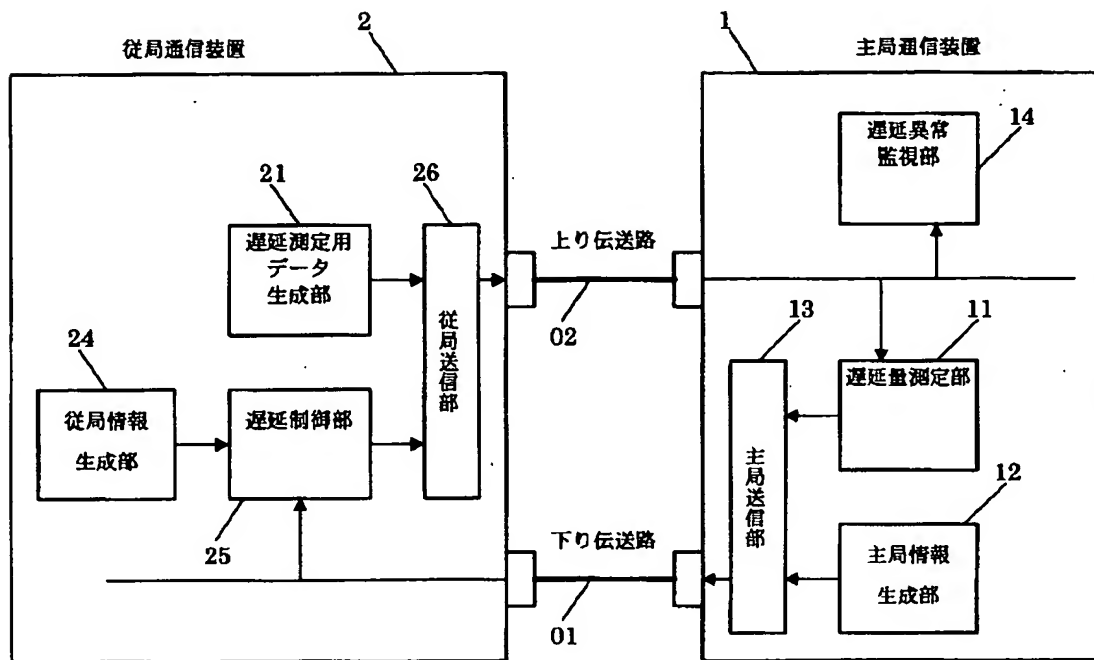 2
従局通信装置
1
主局通信装置
遅延異常
監視部
14
21
26
遅延測定用
データ
生成部
上り伝送路
従局送信部
02
13
11
24
遅延量測定部
従局情報
生成部
遅延制御部
主局送信部
12
25
下り伝送路
主局情報
生成部
01